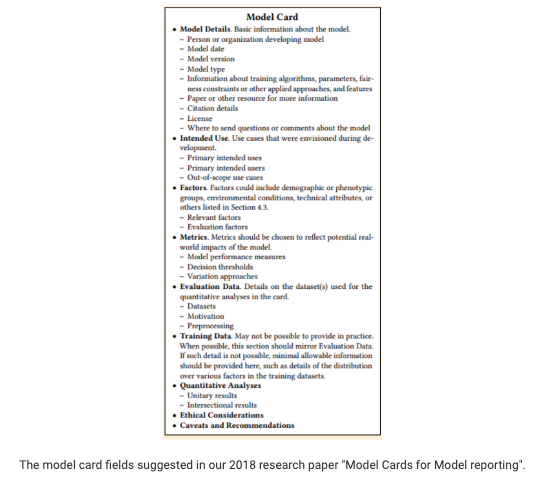 Model Card
• Model Details. Basic information about the model.
– Person or organization developing model
– Model date
– Model version
– Model type
– Information about training algorithms, parameters, fair-
ness constraints or other applied approaches, and features
– Paper or other resource for more information
– Citation details
– License
– Where to send questions or comments about the model
• Intended Use. Use cases that were envisioned during de-
velopment.
– Primary intended uses
– Primary intended users
– Out-of-scope use cases
• Factors. Factors could include demographic or phenotypic
groups, environmental conditions, technical attributes, or
others listed in Section 4.3.
– Relevant factors
– Evaluation factors
• Metrics. Metrics should be chosen to reflect potential real-
world impacts of the model.
– Model performance measures
– Decision thresholds
– Variation approaches
• Evaluation Data. Details on the dataset(s) used for the
quantitative analyses in the card.
– Datasets
– Motivation
– Preprocessing
• Training Data. May not be possible to provide in practice.
When possible, this section should mirror Evaluation Data.
If such detail is not possible, minimal allowable information
should be provided here, such as details of the distribution
over various factors in the training datasets.
• Quantitative Analyses
– Unitary results
– Intersectional results
• Ethical Considerations
• Caveats and Recommendations
The model card fields suggested in our 2018 research paper "Model Cards for Model reporting".